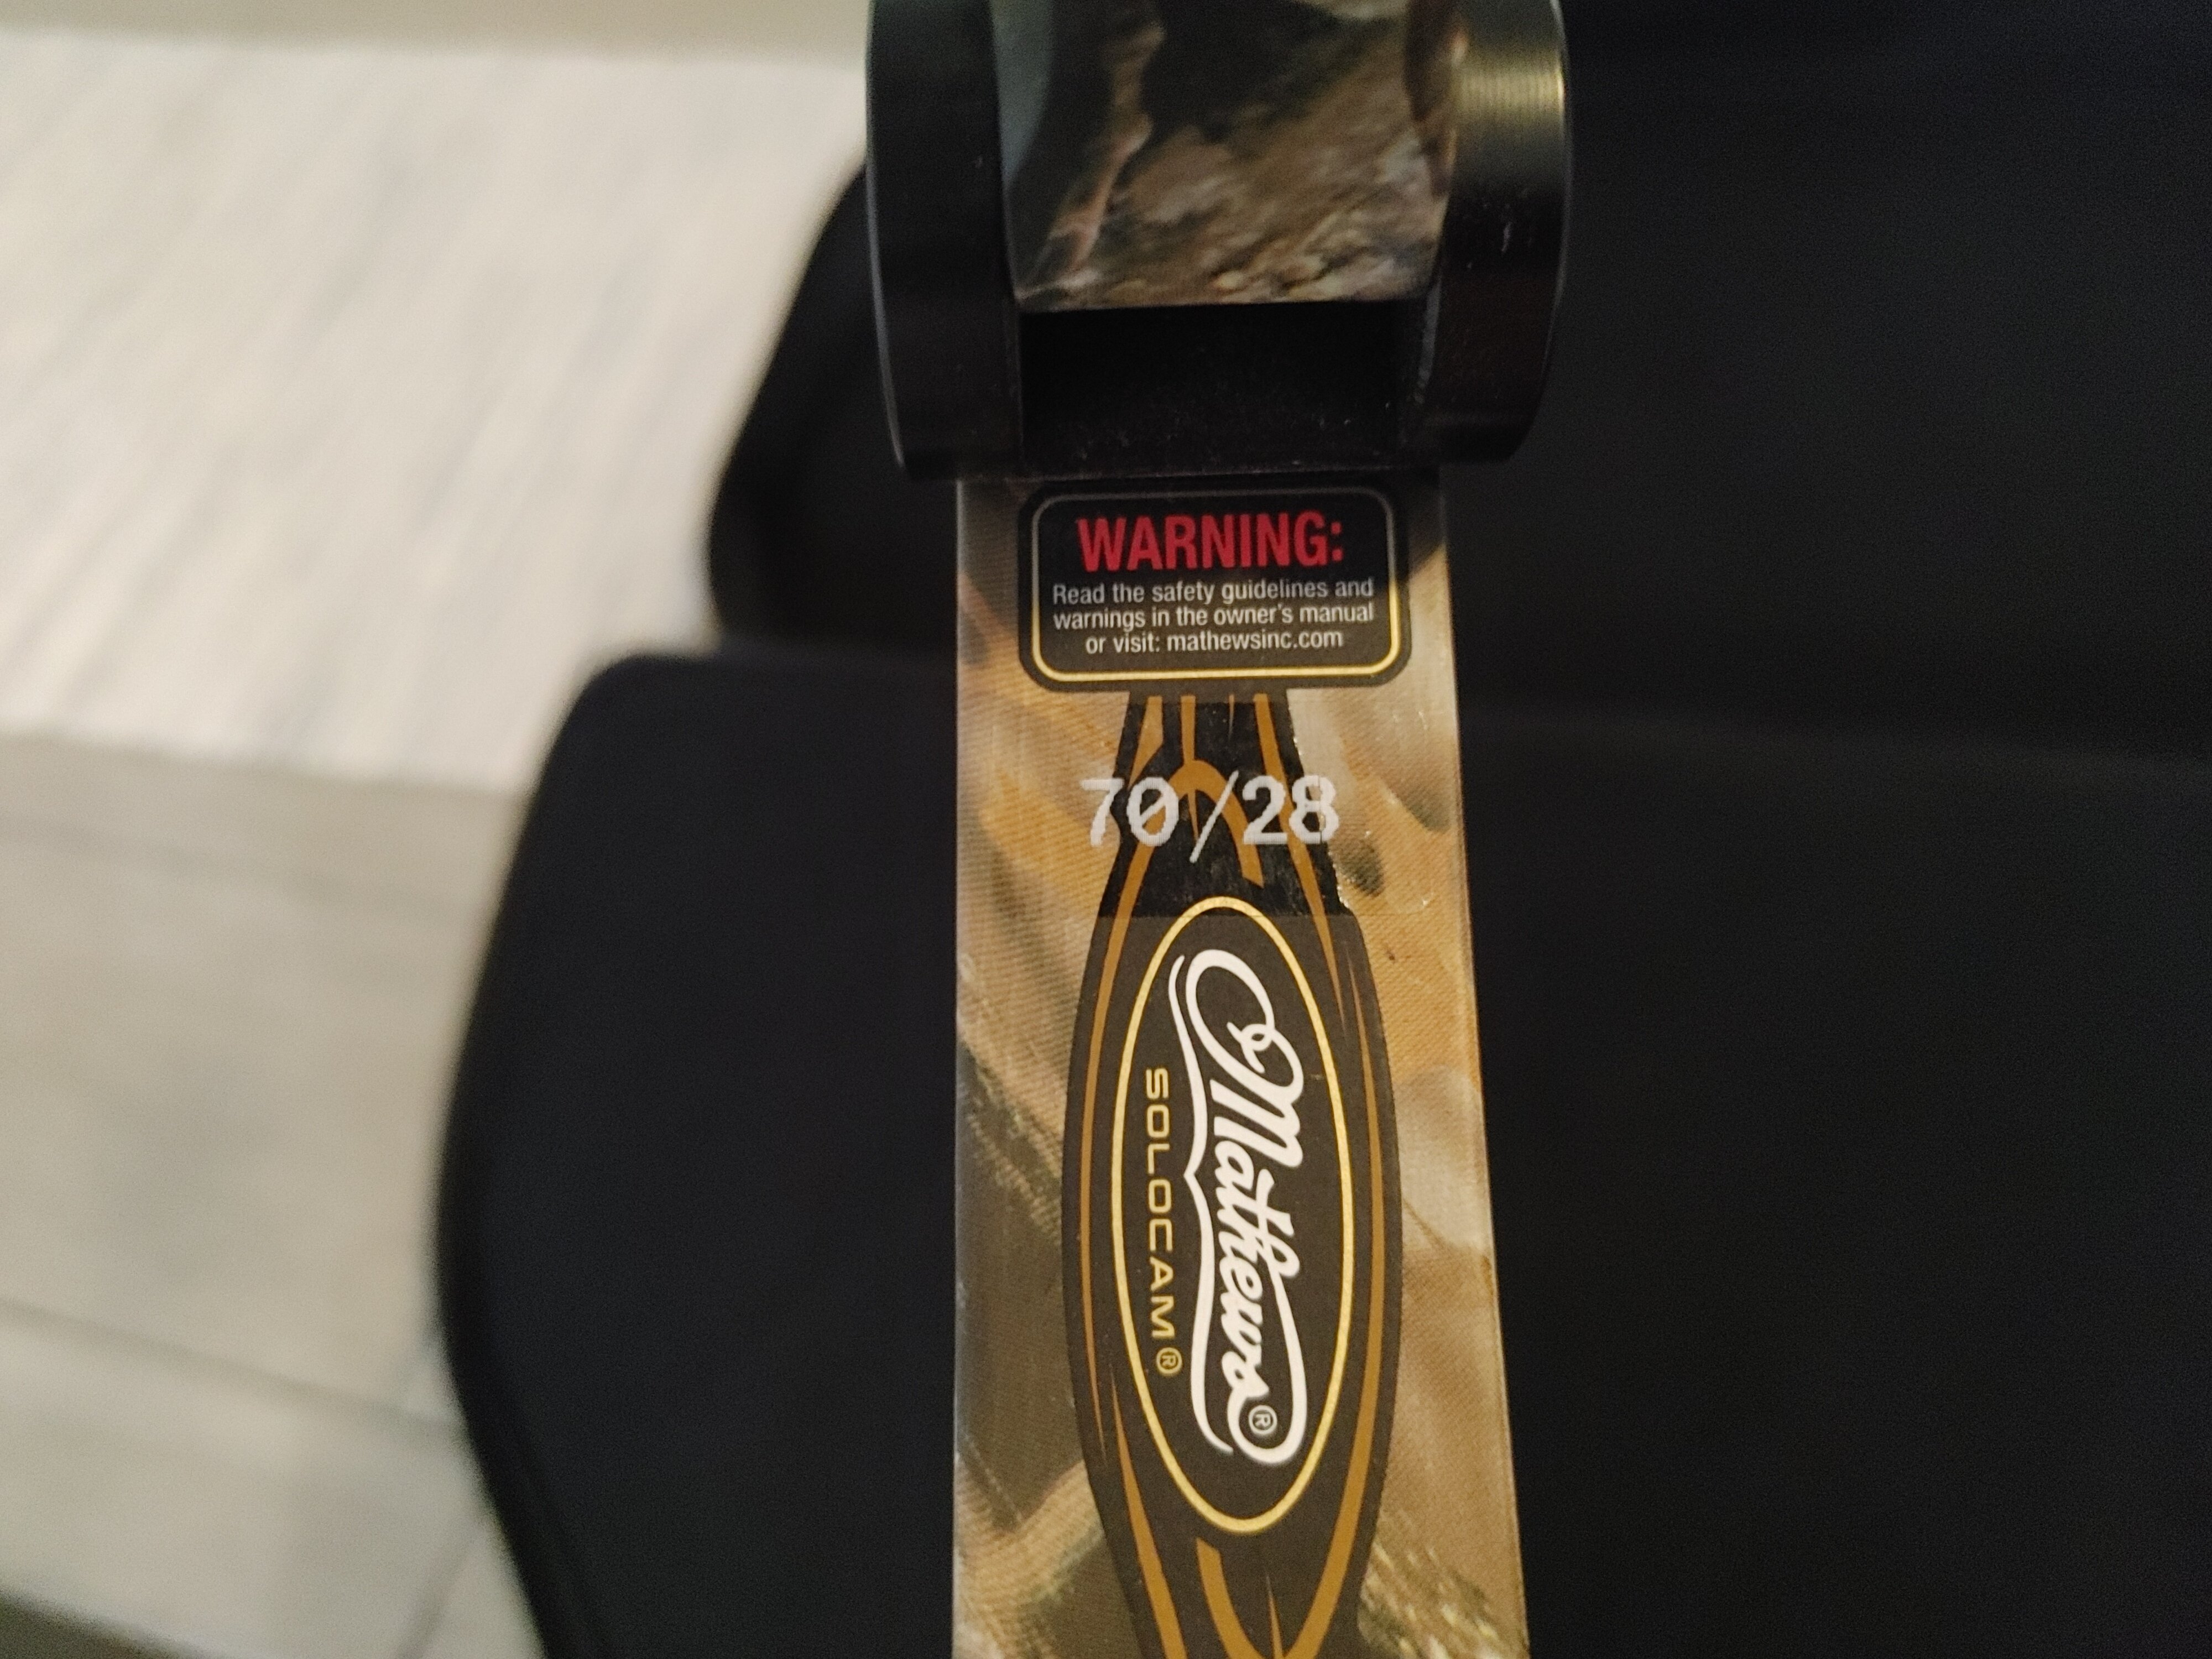 WARNING:
Read the safety guidelines and
warnings in the owner's manual
or visit: mathewsinc.com
70/28
Mathews®
SOLOCAM®